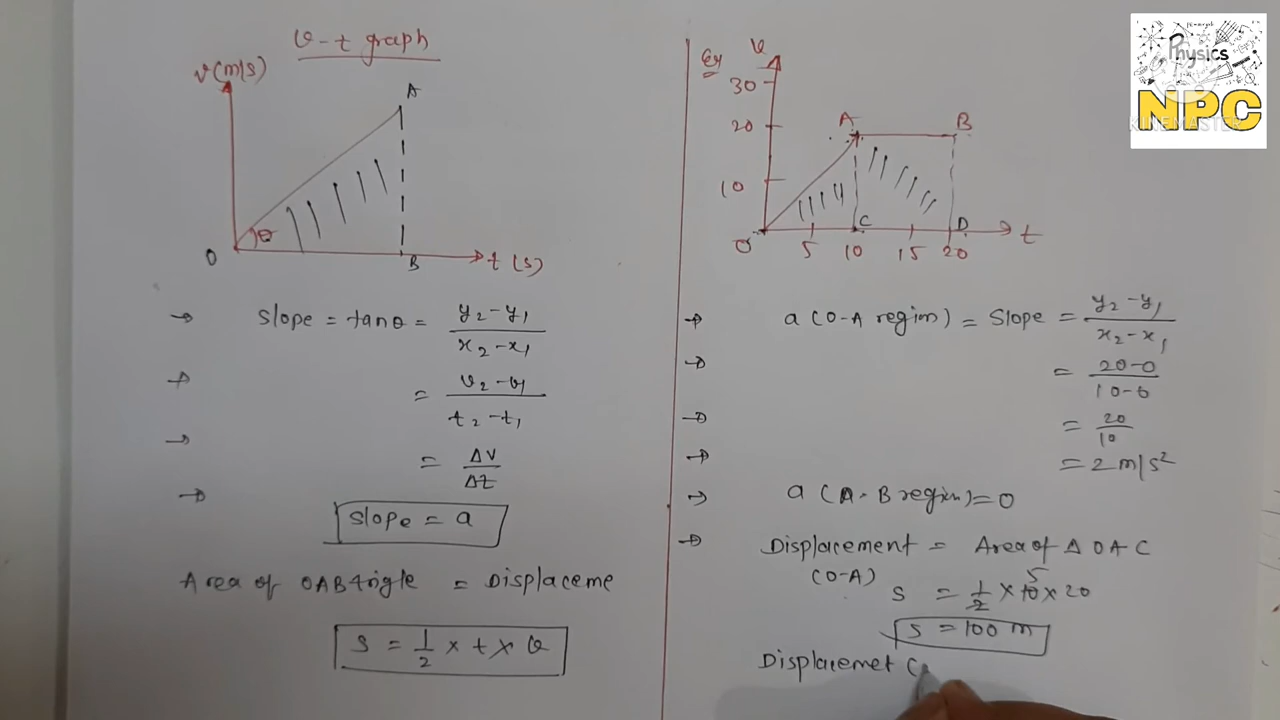 v-t graph
v(m/s)
A
O
θ
B
t (s)
→ Slope = tanθ = y₂-y₁ / x₂-x₁
→ = v₂-v₁ / t₂-t₁
→ = ΔV / Δt
→ Slope = a
Area of OAB triangle = Displaceme
S = 1/2 x t x v
Ex
v
30
20
10
A
B
O
C
D
5 10 15 20
t
→ a (O-A region) = Slope = y₂-y₁ / x₂-x₁
→ = 20-0 / 10-0
→ = 20 / 10
→ = 2 m/s²
→ a (A-B region) = 0
→ Displacement = Area of Δ OAC
(O-A)
S = 1/2 x 10 x 20
5
S = 100 m
Displacemet (
Physics
NPC
KINEMASTER